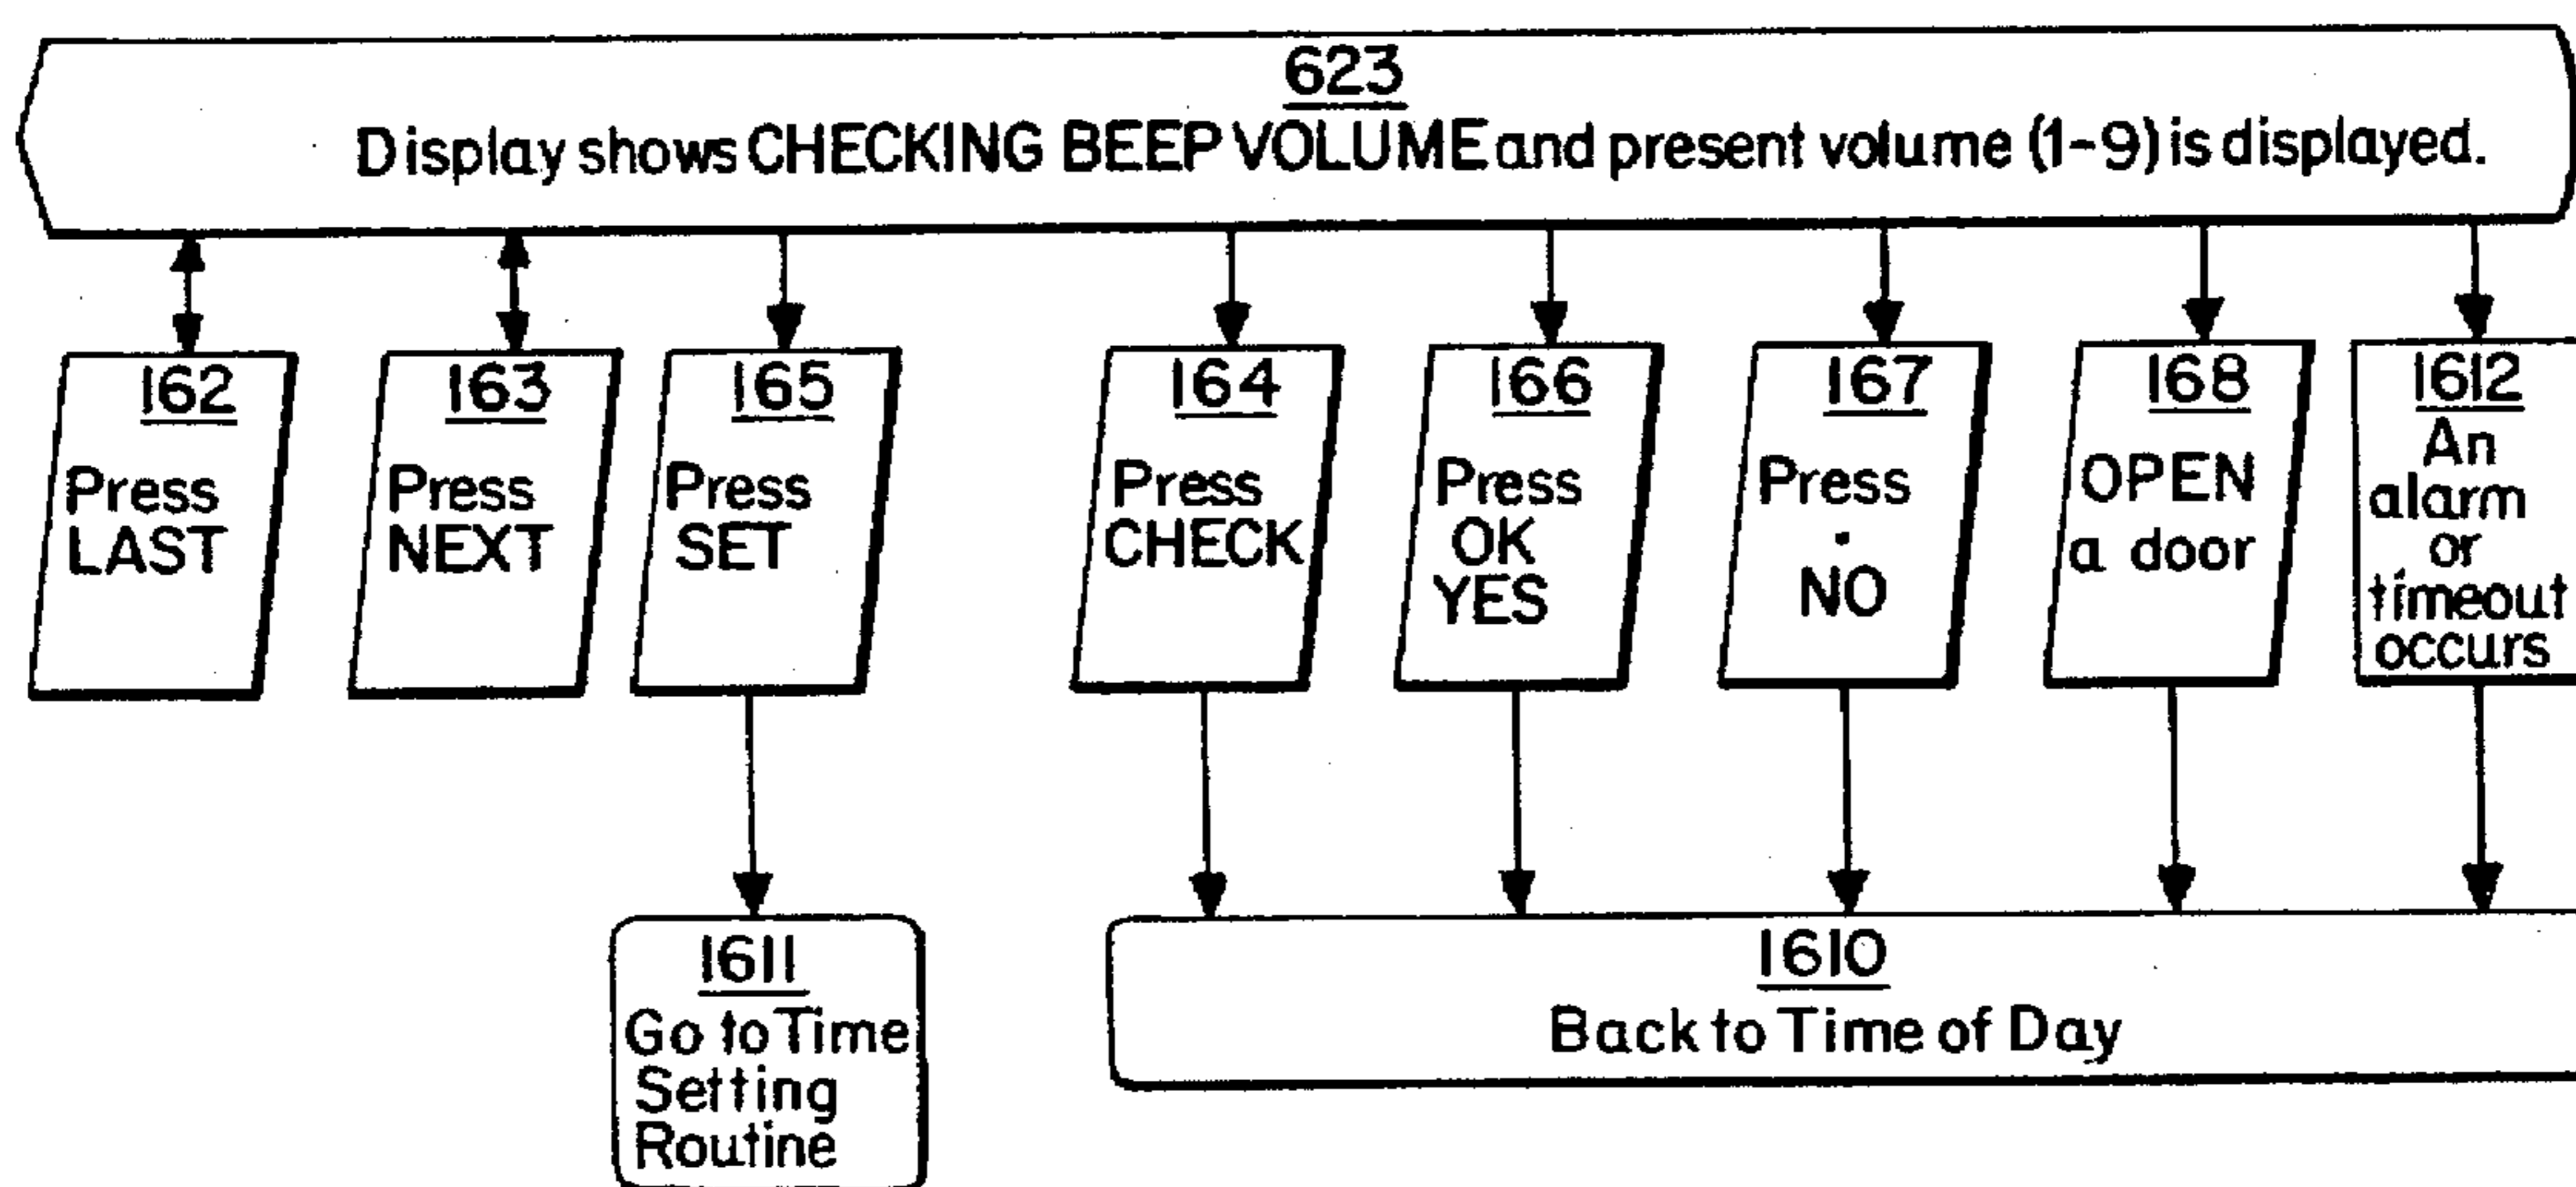 623
Display shows CHECKING BEEP VOLUME and present volume (1-9) is displayed.
162
Press
LAST
163
Press
NEXT
165
Press
SET
164
Press
CHECK
166
Press
OK
YES
167
Press
.
NO
168
OPEN
a door
1612
An
alarm
or
timeout
occurs
1611
Go to Time
Setting
Routine
1610
Back to Time of Day